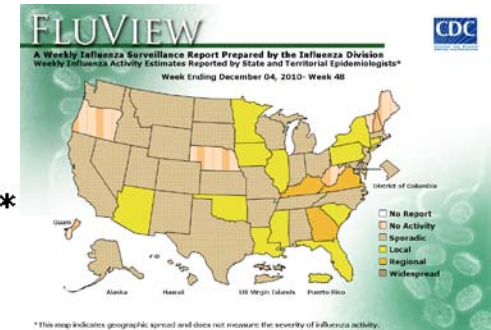 FLUVIEW
CDC
A Weekly Influenza Surveillance Report Prepared by the Influenza Division
Weekly Influenza Activity Estimates Reported by State and Territorial Epidemiologists*
Week Ending December 04, 2010- Week 48
*
District of Columbia
Guam
No Report
No Activity
Sporadic
Local
Regional
Widespread
Alaska
Hawaii
US Virgin Islands
Puerto Rico
*This map indicates geographic spread and does not measure the severity of influenza activity.